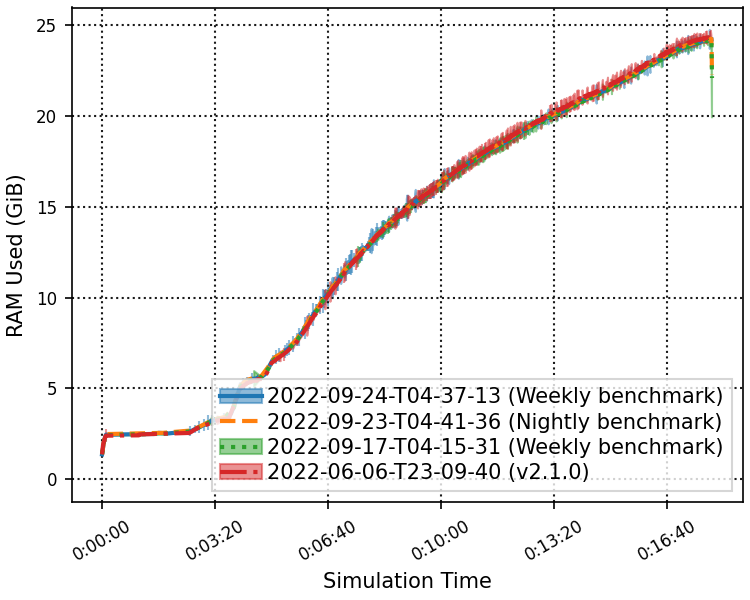 25
20
15
10
5
0
RAM Used (GiB)
2022-09-24-T04-37-13 (Weekly benchmark)
2022-09-23-T04-41-36 (Nightly benchmark)
2022-09-17-T04-15-31 (Weekly benchmark)
2022-06-06-T23-09-40 (v2.1.0)
0:00:00
0:03:20
0:06:40
0:10:00
0:13:20
0:16:40
Simulation Time